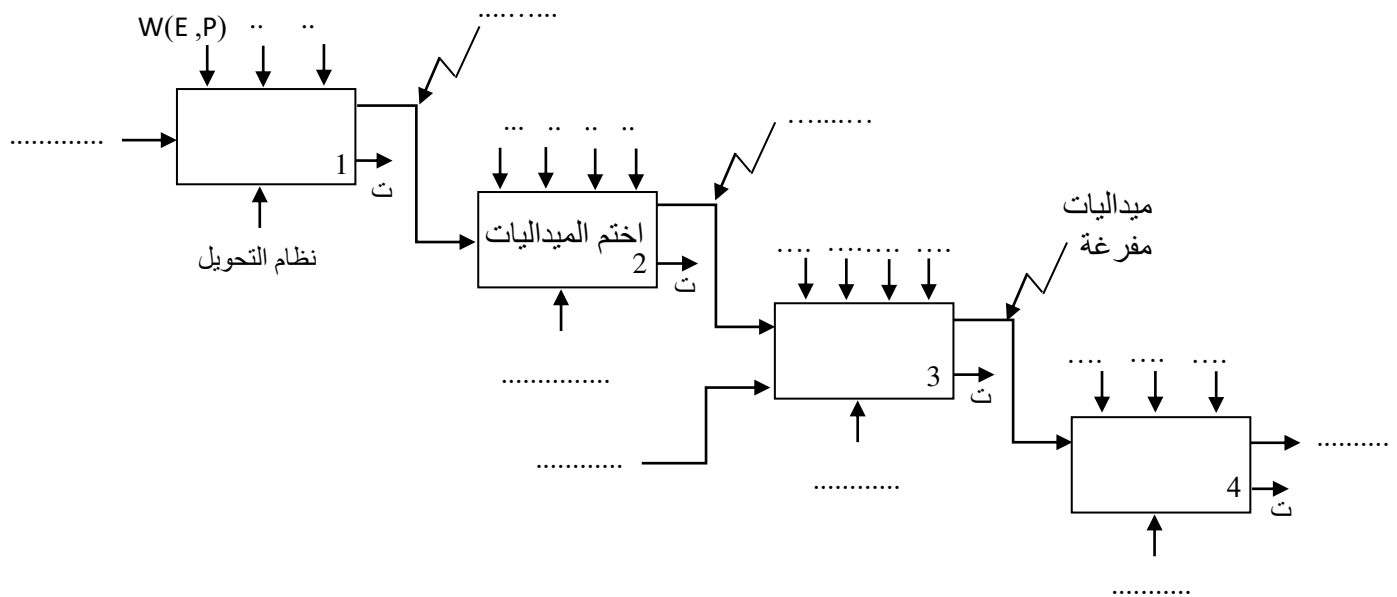 ..........
W(E ,P) .. ..
.............
1
ت
نظام التحويل
..........
... .. .. ..
اختم الميداليات
2
ت
...............
ميداليات
مفرغة
.... .... .... ....
3
ت
............
............
.... .... ....
..........
4
ت
...........